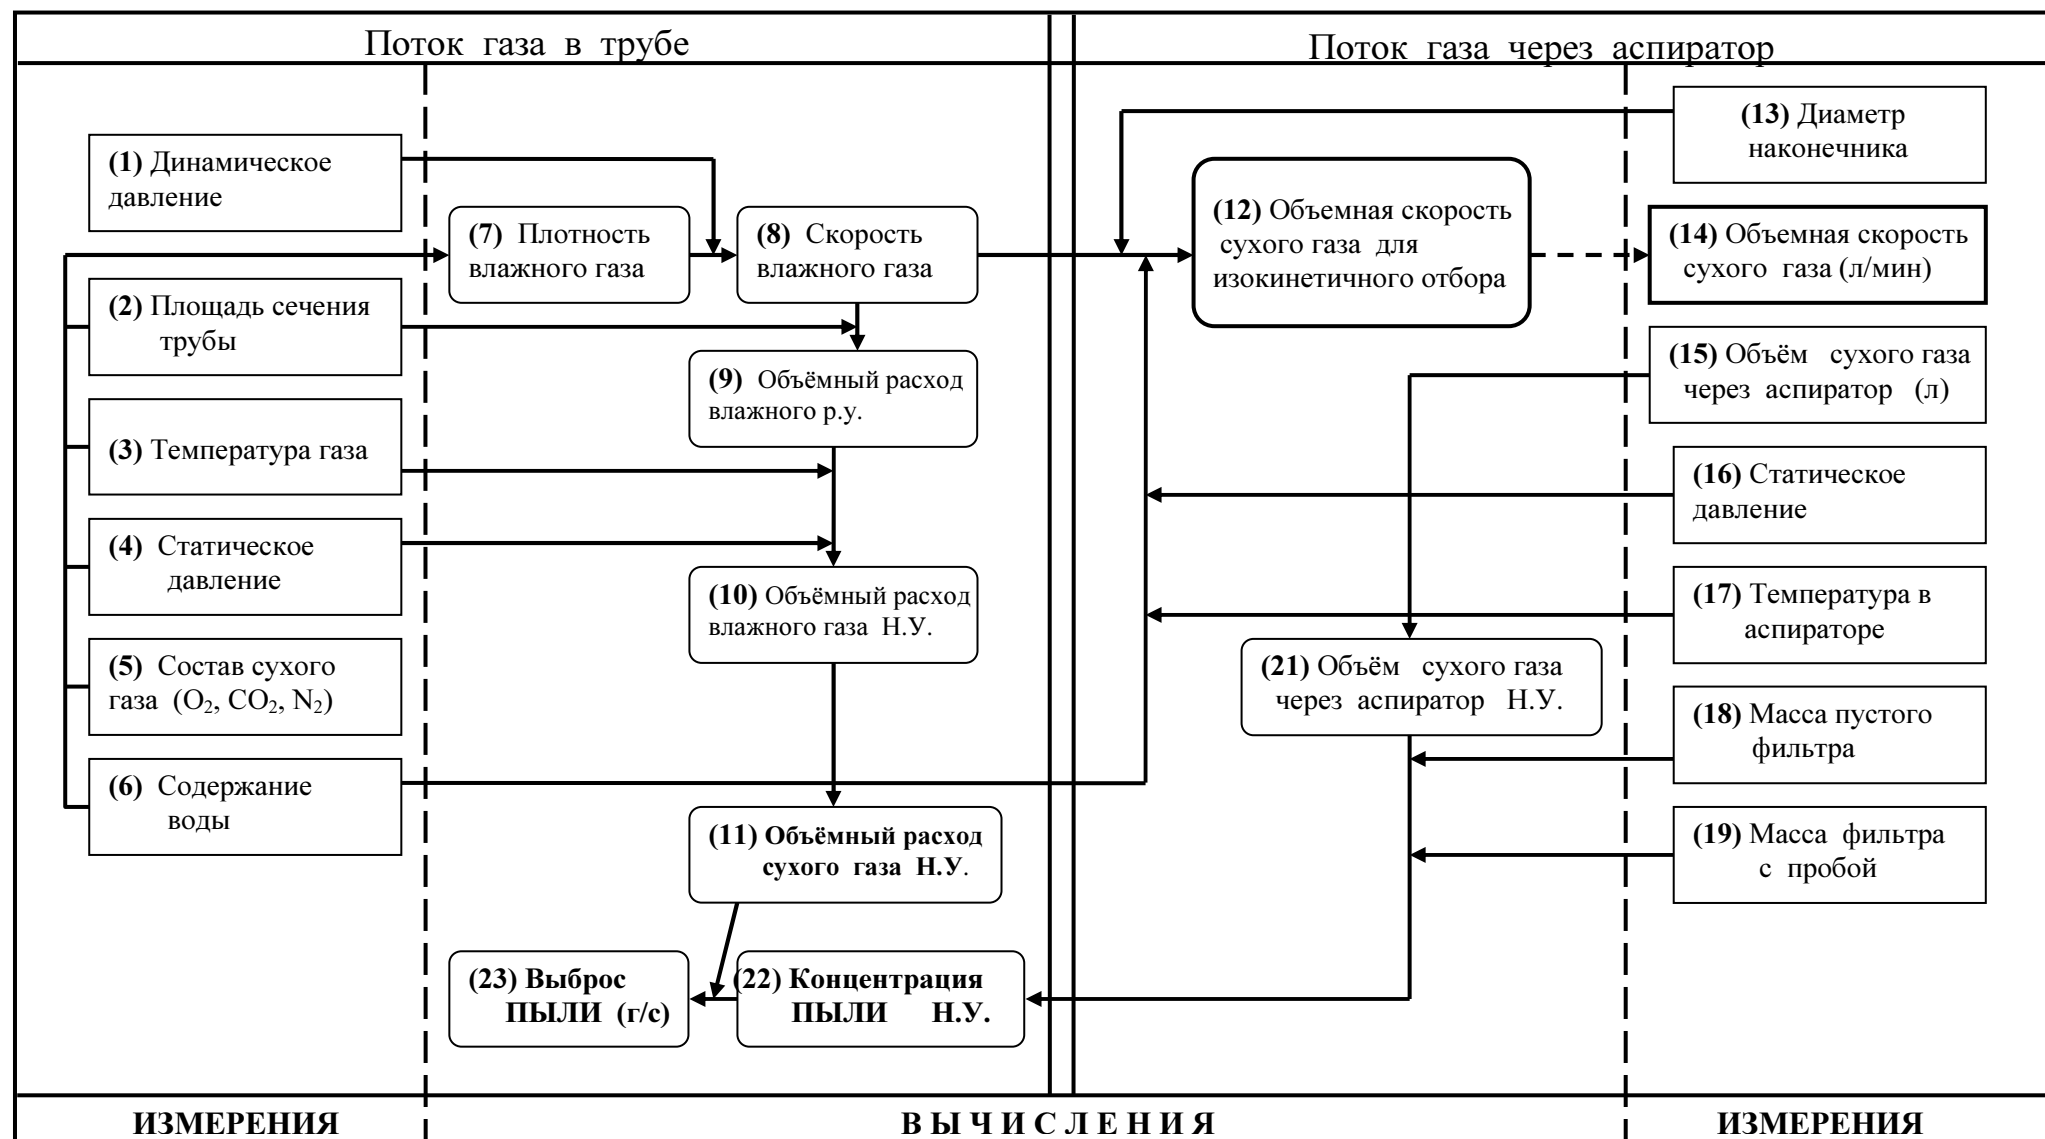 Поток газа в трубе
Поток газа через аспиратор
(1) Динамическое
давление
(2) Площадь сечения
трубы
(3) Температура газа
(4) Статическое
давление
(5) Состав сухого
газа (O₂, CO₂, N₂)
(6) Содержание
воды
(7) Плотность
влажного газа
(8) Скорость
влажного газа
(9) Объёмный расход
влажного р.у.
(10) Объёмный расход
влажного газа Н.У.
(11) Объёмный расход
сухого газа Н.У.
(23) Выброс
ПЫЛИ (г/с)
(22) Концентрация
ПЫЛИ Н.У.
(12) Объемная скорость
сухого газа для
изокинетичного отбора
(21) Объём сухого газа
через аспиратор Н.У.
(13) Диаметр
наконечника
(14) Объемная скорость
сухого газа (л/мин)
(15) Объём сухого газа
через аспиратор (л)
(16) Статическое
давление
(17) Температура в
аспираторе
(18) Масса пустого
фильтра
(19) Масса фильтра
с пробой
ИЗМЕРЕНИЯ
В Ы Ч И С Л Е Н И Я
ИЗМЕРЕНИЯ